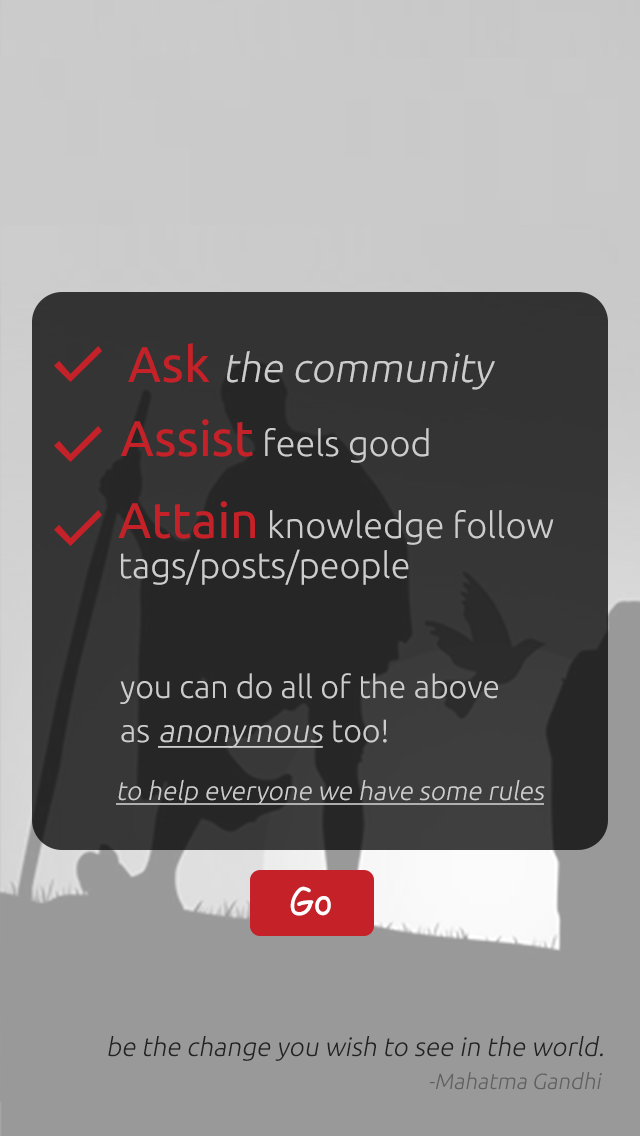 Ask the community
Assist feels good
Attain knowledge follow
tags/posts/people
you can do all of the above
as anonymous too!
to help everyone we have some rules
Go
be the change you wish to see in the world.
-Mahatma Gandhi